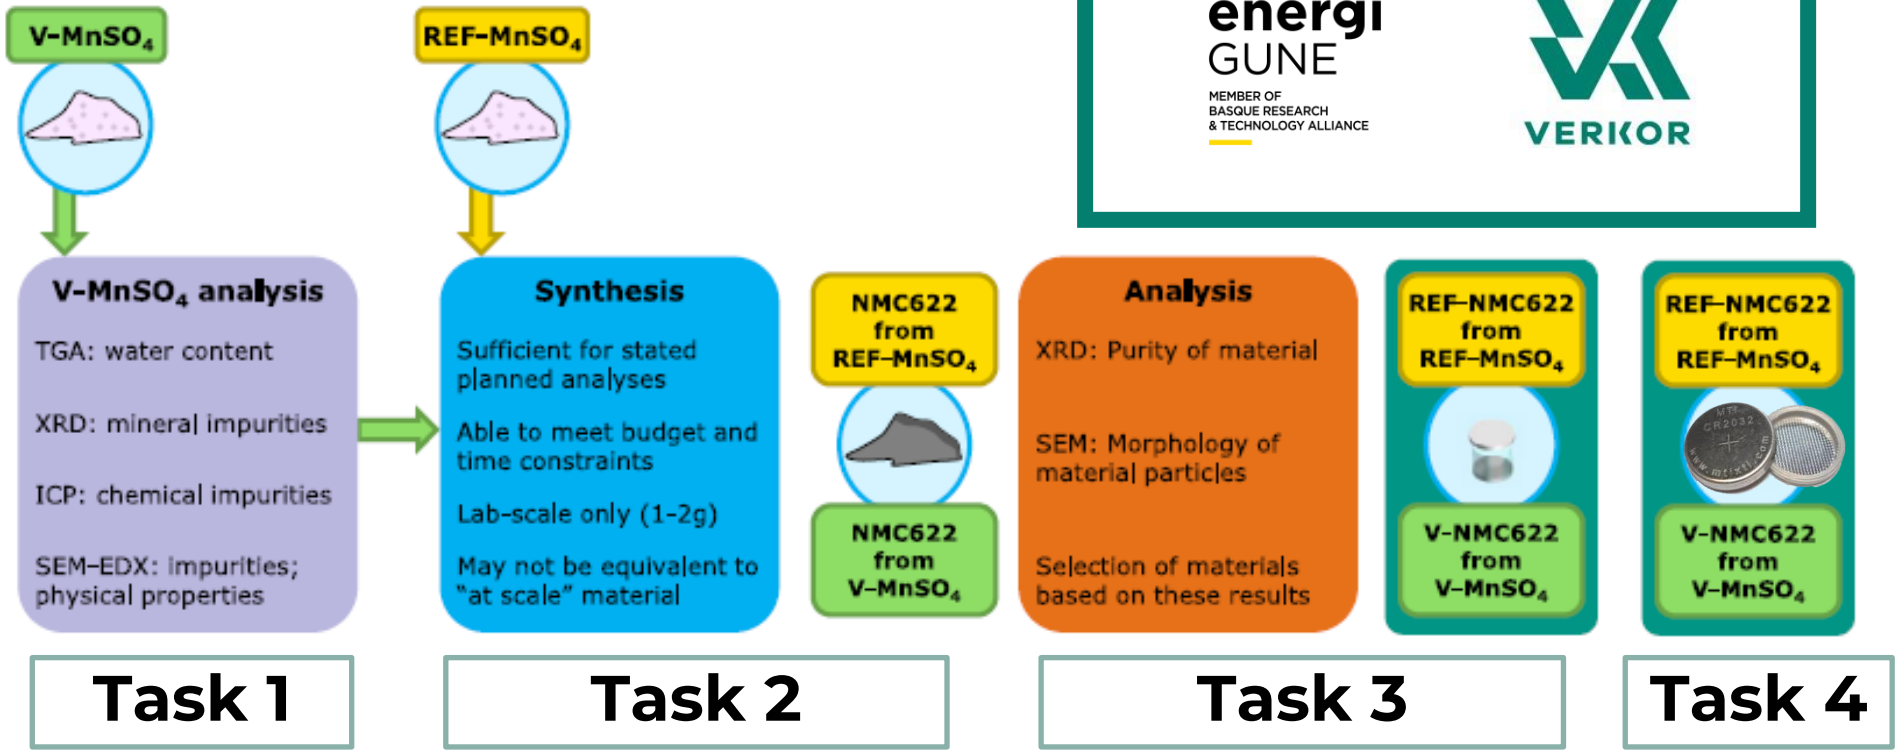 V-MnSO₄
REF-MnSO₄
energi
GUNE
MEMBER OF
BASQUE RESEARCH
& TECHNOLOGY ALLIANCE
VERKOR
V-MnSO₄ analysis
TGA: water content
XRD: mineral impurities
ICP: chemical impurities
SEM-EDX: impurities;
physical properties
Synthesis
Sufficient for stated
planned analyses
Able to meet budget and
time constraints
Lab-scale only (1-2g)
May not be equivalent to
"at scale" material
NMC622
from
REF-MnSO₄
NMC622
from
V-MnSO₄
Analysis
XRD: Purity of material
SEM: Morphology of
material particles
Selection of materials
based on these results
REF-NMC622
from
REF-MnSO₄
V-NMC622
from
V-MnSO₄
REF-NMC622
from
REF-MnSO₄
MTI
CR2032
www.mtixtl.com
V-NMC622
from
V-MnSO₄
Task 1
Task 2
Task 3
Task 4